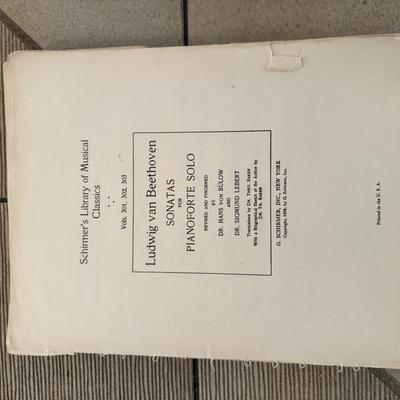 Schirmer's Library of Musical
Classics
Vols. 301, 302, 303
Ludwig van Beethoven
SONATAS
FOR
PIANOFORTE SOLO
REVISED AND FINGERED
BY
DR. HANS VON BÜLOW
AND
DR. SIGMUND LEBERT
Translations by DR. THEO. BAKER
With a Biographical Sketch of the Author by
DR. TH. BAKER
G. SCHIRMER, INC., NEW YORK
Copyright, 1894, by G. Schirmer, Inc.
Printed in the U. S. A.